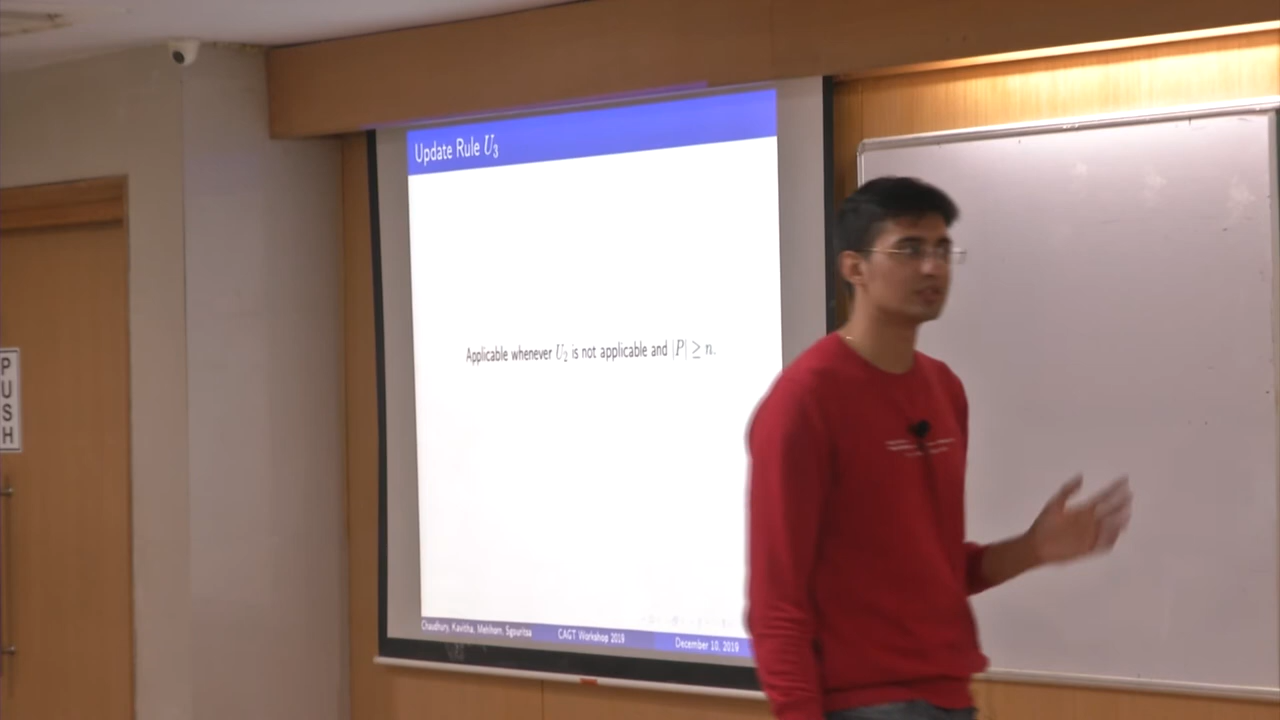 Update Rule U₃
Applicable whenever U₂ is not applicable and |P| ≥ n.
Chaudhury, Kavitha, Mehlhorn, Sgouritsa
CAGT Workshop 2019
December 10, 2019
PUSH